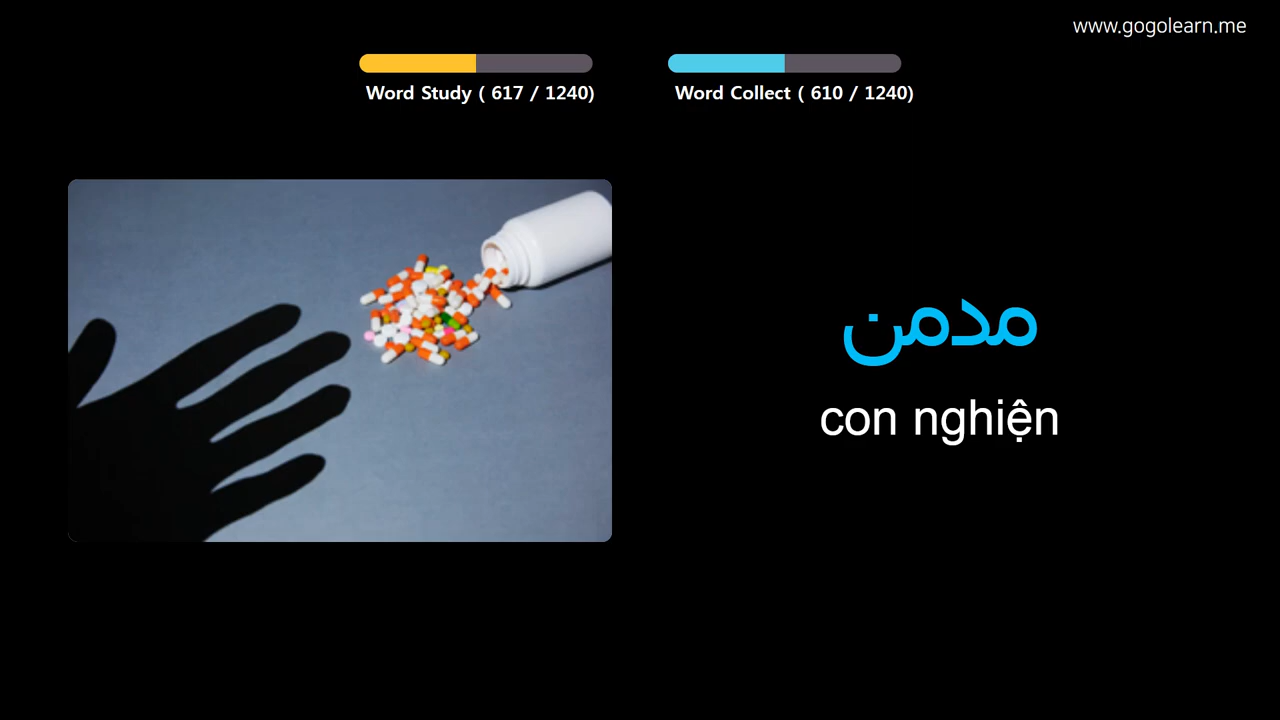 www.gogolearn.me
Word Study ( 617 / 1240)
Word Collect ( 610 / 1240)
مدمن
con nghiện